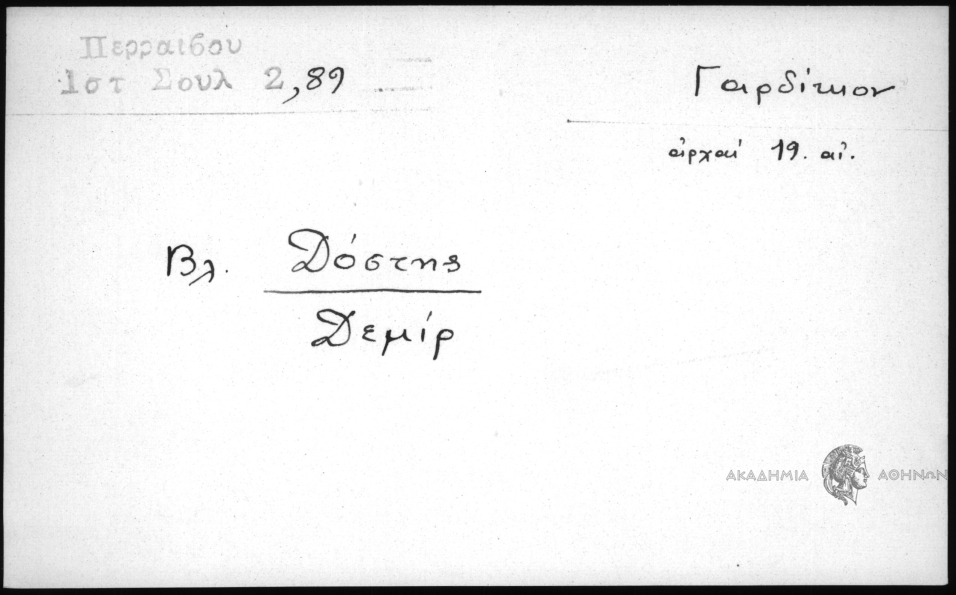 Περραιβου
Ιστ Σουλ 2,89
Γαρδίκιον
ἀρχαί 19. αἰ.
Βλ. Δόστης
Δεμίρ
ΑΚΑΔΗΜΙΑ ΑΘΗΝΩΝ